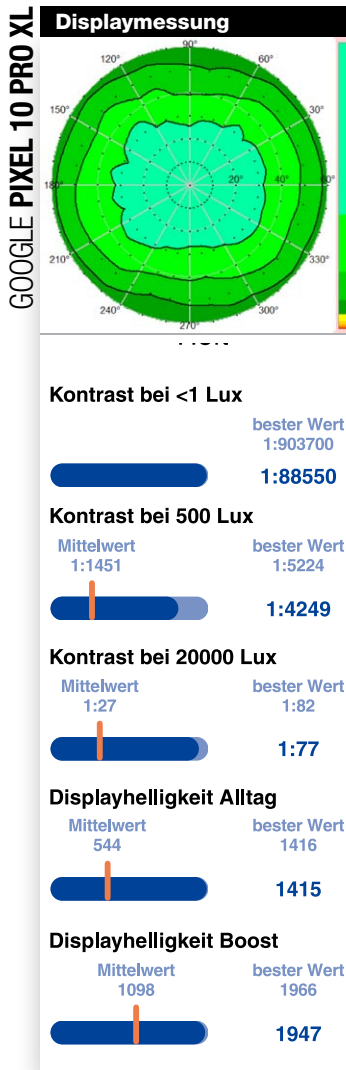 GOOGLE PIXEL 10 PRO XL
Displaymessung
90°
120° 60°
150° 30°
180° 20° 40° 60°
210° 330°
240° 300°
270°
Kontrast bei <1 Lux
bester Wert
1:903700
1:88550
Kontrast bei 500 Lux
Mittelwert bester Wert
1:1451 1:5224
1:4249
Kontrast bei 20000 Lux
Mittelwert bester Wert
1:27 1:82
1:77
Displayhelligkeit Alltag
Mittelwert bester Wert
544 1416
1415
Displayhelligkeit Boost
Mittelwert bester Wert
1098 1966
1947